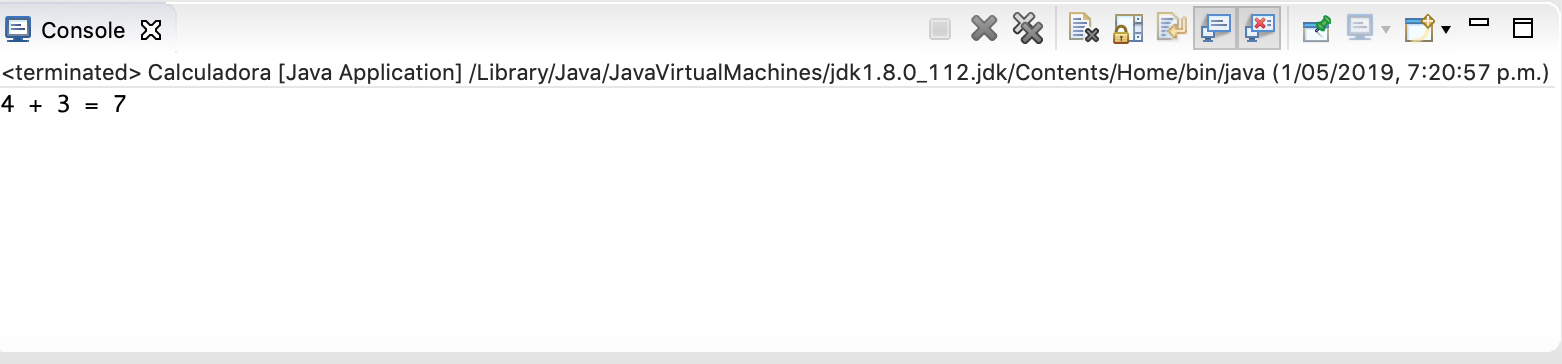 Console
<terminated> Calculadora [Java Application] /Library/Java/JavaVirtualMachines/jdk1.8.0_112.jdk/Contents/Home/bin/java (1/05/2019, 7:20:57 p.m.)
4 + 3 = 7